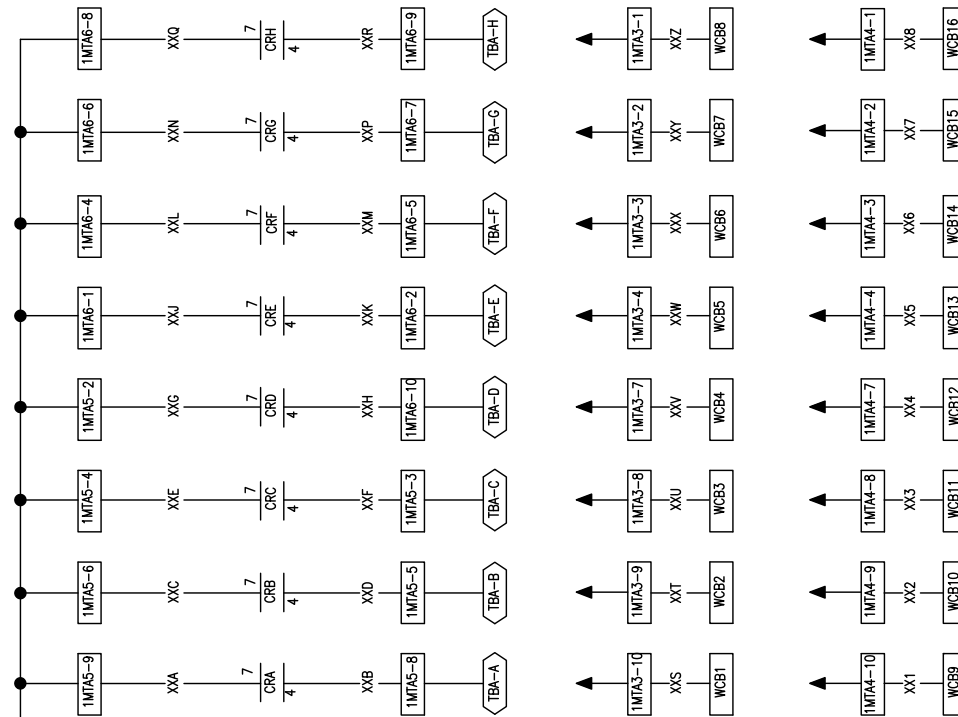 1MTA6-8
XXQ
7
CRH
4
XXR
1MTA6-9
TBA-H
1MTA3-1
XXZ
WCB8
1MTA4-1
XX8
WCB16
1MTA6-6
XXN
7
CRG
4
XXP
1MTA6-7
TBA-G
1MTA3-2
XXY
WCB7
1MTA4-2
XX7
WCB15
1MTA6-4
XXL
7
CRF
4
XXM
1MTA6-5
TBA-F
1MTA3-3
XXX
WCB6
1MTA4-3
XX6
WCB14
1MTA6-1
XXJ
7
CRE
4
XXK
1MTA6-2
TBA-E
1MTA3-4
XXW
WCB5
1MTA4-4
XX5
WCB13
1MTA5-2
XXG
7
CRD
4
XXH
1MTA6-10
TBA-D
1MTA3-7
XXV
WCB4
1MTA4-7
XX4
WCB12
1MTA5-4
XXE
7
CRC
4
XXF
1MTA5-3
TBA-C
1MTA3-8
XXU
WCB3
1MTA4-8
XX3
WCB11
1MTA5-6
XXC
7
CRB
4
XXD
1MTA5-5
TBA-B
1MTA3-9
XXT
WCB2
1MTA4-9
XX2
WCB10
1MTA5-9
XXA
7
CRA
4
XXB
1MTA5-8
TBA-A
1MTA3-10
XXS
WCB1
1MTA4-10
XX1
WCB9